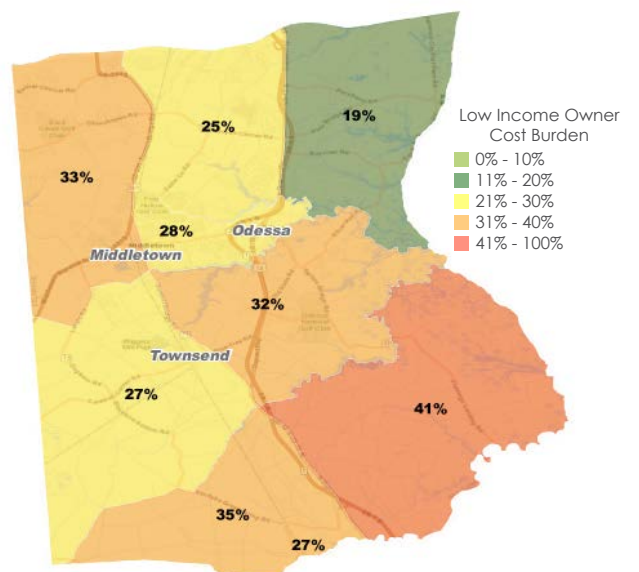 19%
25%
33%
28%
Odessa
Middletown
32%
Townsend
27%
41%
35%
27%
Low Income Owner
Cost Burden
0% - 10%
11% - 20%
21% - 30%
31% - 40%
41% - 100%